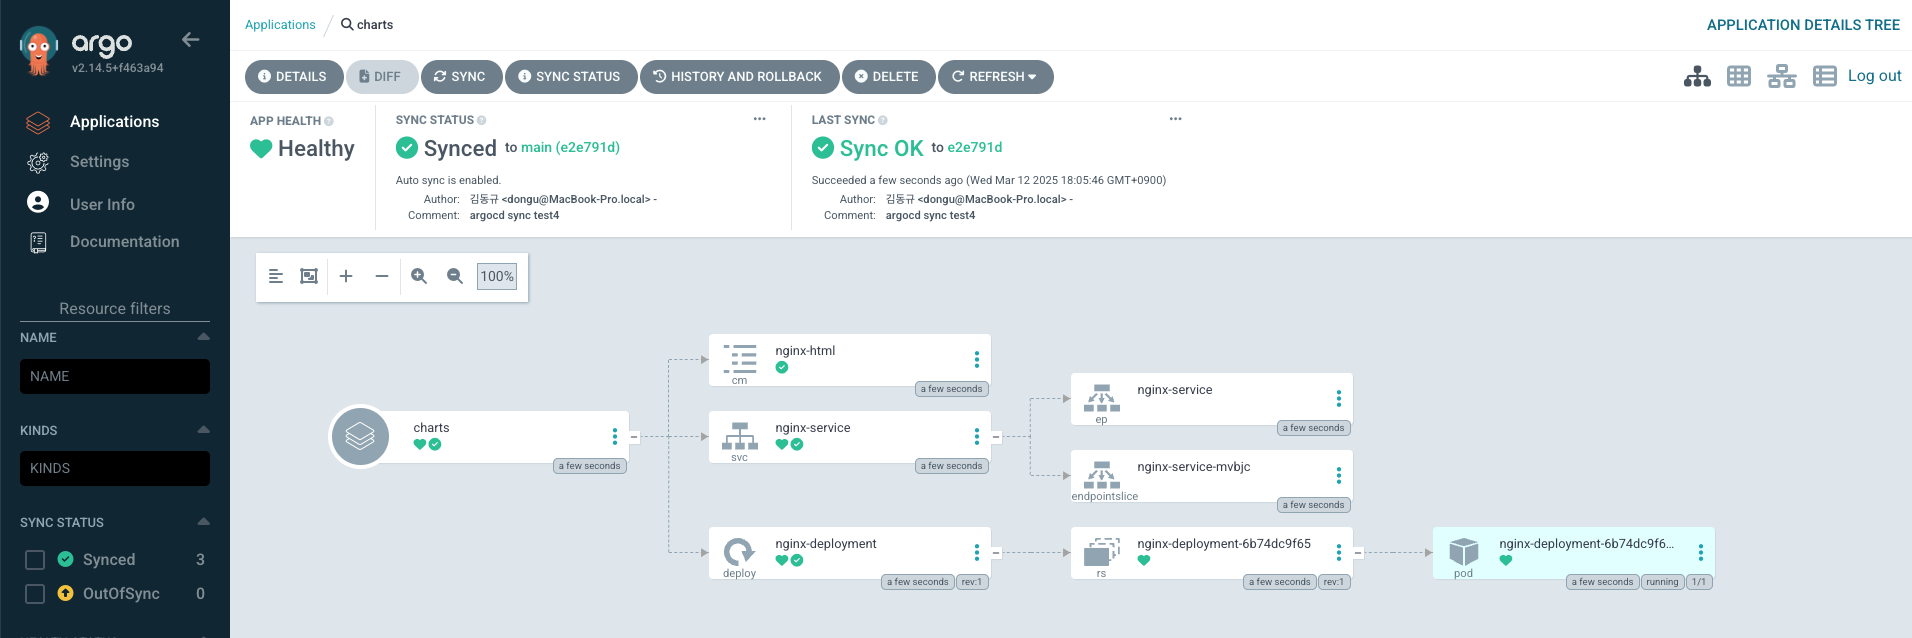 argo
v2.14.5+f463a94
Applications
Settings
User Info
Documentation
Resource filters
NAME
NAME
KINDS
KINDS
SYNC STATUS
Synced 3
OutOfSync 0
Applications / charts
APPLICATION DETAILS TREE
DETAILS DIFF SYNC SYNC STATUS HISTORY AND ROLLBACK DELETE REFRESH
Log out
APP HEALTH
Healthy
SYNC STATUS
Synced to main (e2e791d)
Auto sync is enabled.
Author: 김동규 <dongu@MacBook-Pro.local> -
Comment: argocd sync test4
LAST SYNC
Sync OK to e2e791d
Succeeded a few seconds ago (Wed Mar 12 2025 18:05:46 GMT+0900)
Author: 김동규 <dongu@MacBook-Pro.local> -
Comment: argocd sync test4
100%
charts
a few seconds
nginx-html
cm
a few seconds
nginx-service
svc
a few seconds
nginx-deployment
deploy
a few seconds rev:1
nginx-service
ep
a few seconds
nginx-service-mvbjc
endpointslice
a few seconds
nginx-deployment-6b74dc9f65
rs
a few seconds rev:1
nginx-deployment-6b74dc9f6...
pod
a few seconds running 1/1